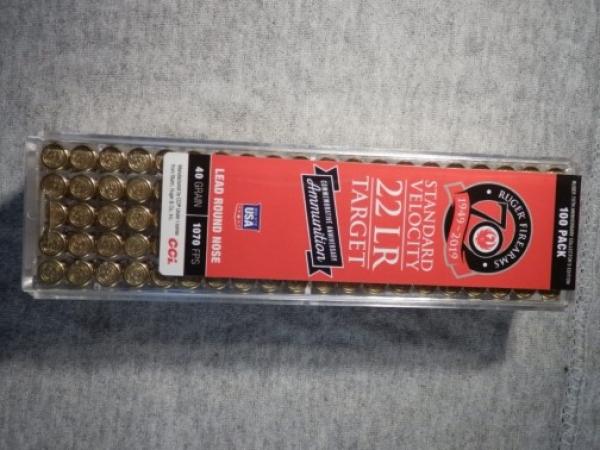 100 PACK
RUGER FIREARMS
70
1949-2019
STANDARD
VELOCITY
22 LR
TARGET
COMMEMORATIVE ANNIVERSARY
Ammunition
USA
LEAD ROUND NOSE
40 GRAIN | 1070 FPS
CCI